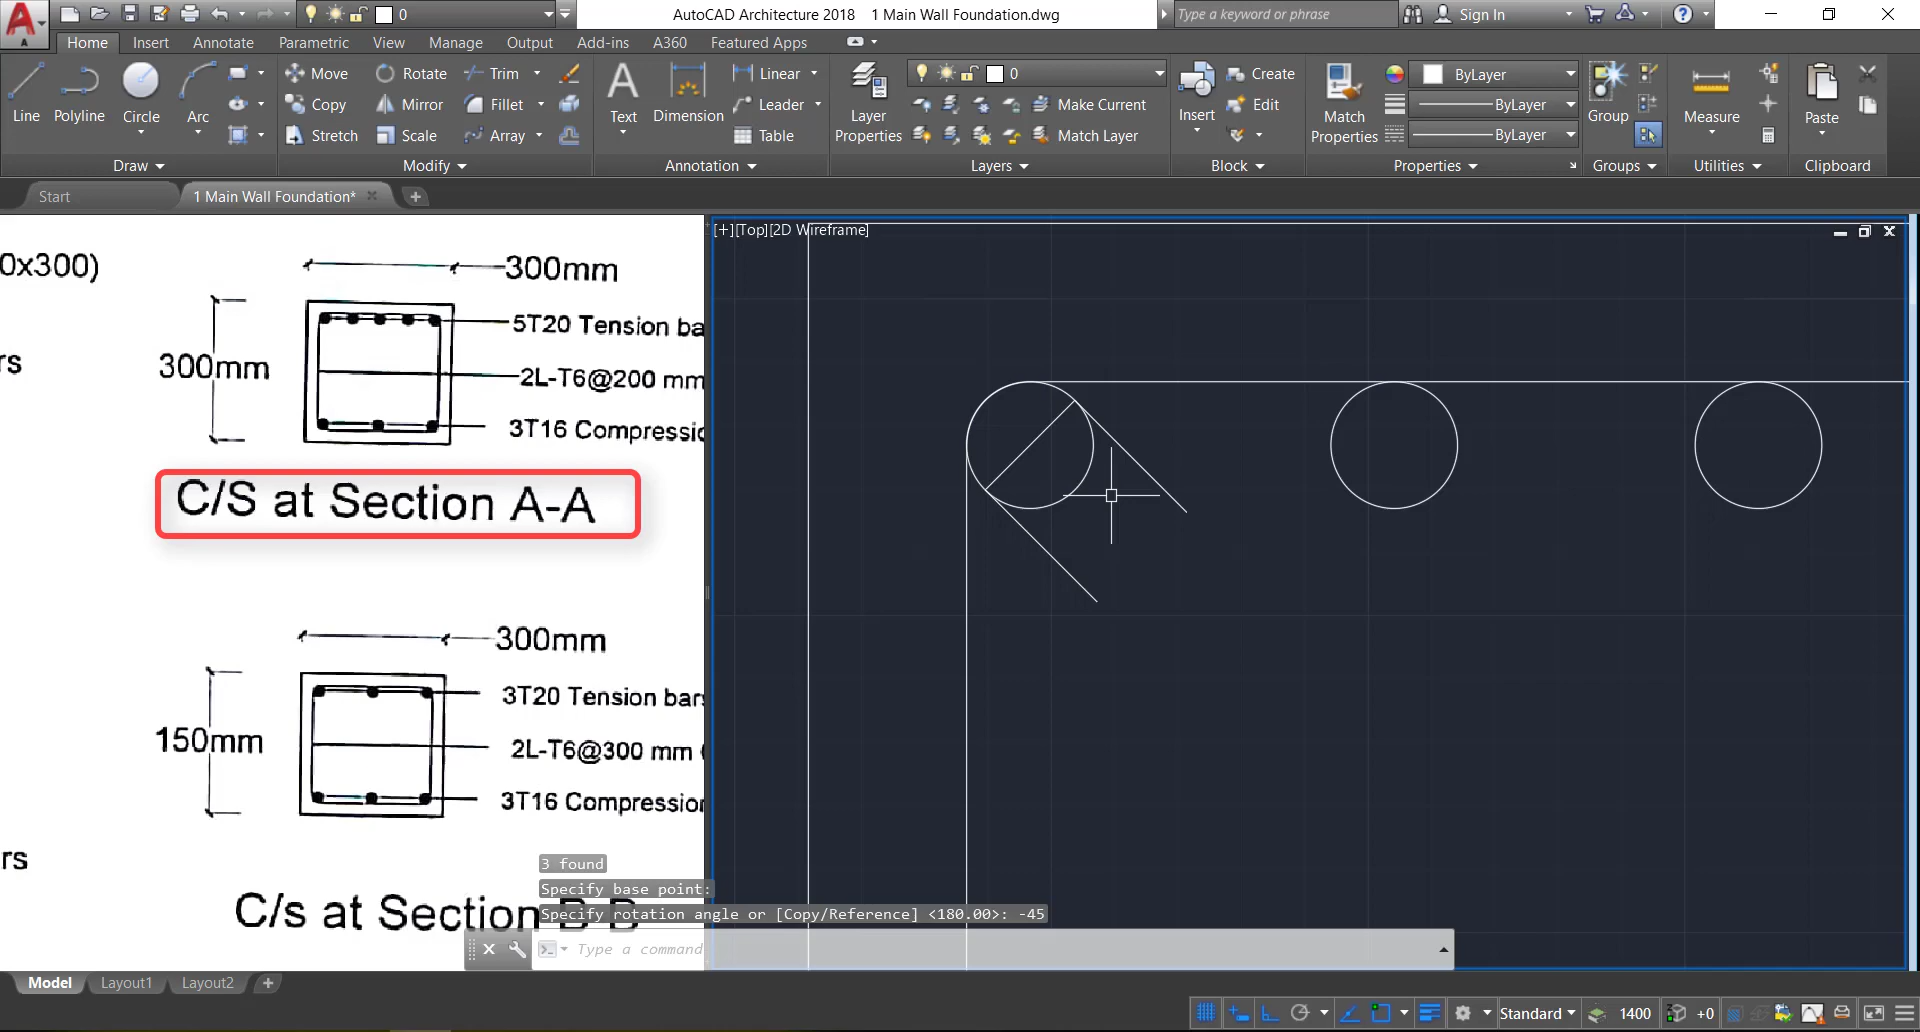 AutoCAD Architecture 2018 1 Main Wall Foundation.dwg
0
Type a keyword or phrase
Sign In
Home Insert Annotate Parametric View Manage Output Add-ins A360 Featured Apps
Line Polyline Circle Arc
Move Rotate Trim
Copy Mirror Fillet
Stretch Scale Array
Text Dimension
Linear
Leader
Table
Layer Properties
0
Make Current
Match Layer
Insert
Create
Edit
Match Properties
ByLayer
ByLayer
ByLayer
Group
Measure
Paste
Draw Modify Annotation Layers Block Properties Groups Utilities Clipboard
Start 1 Main Wall Foundation*
[+][Top][2D Wireframe]
0x300)
300mm
5T20 Tension ba
rs
300mm
2L-T6@200 mm
3T16 Compressio
C/S at Section A-A
300mm
3T20 Tension bars
150mm
2L-T6@300 mm
3T16 Compression
rs
3 found
Specify base point:
C/s at Section B-B
Specify rotation angle or [Copy/Reference] <180.00>: -45
Type a command
Model Layout1 Layout2
Standard 1400 +0